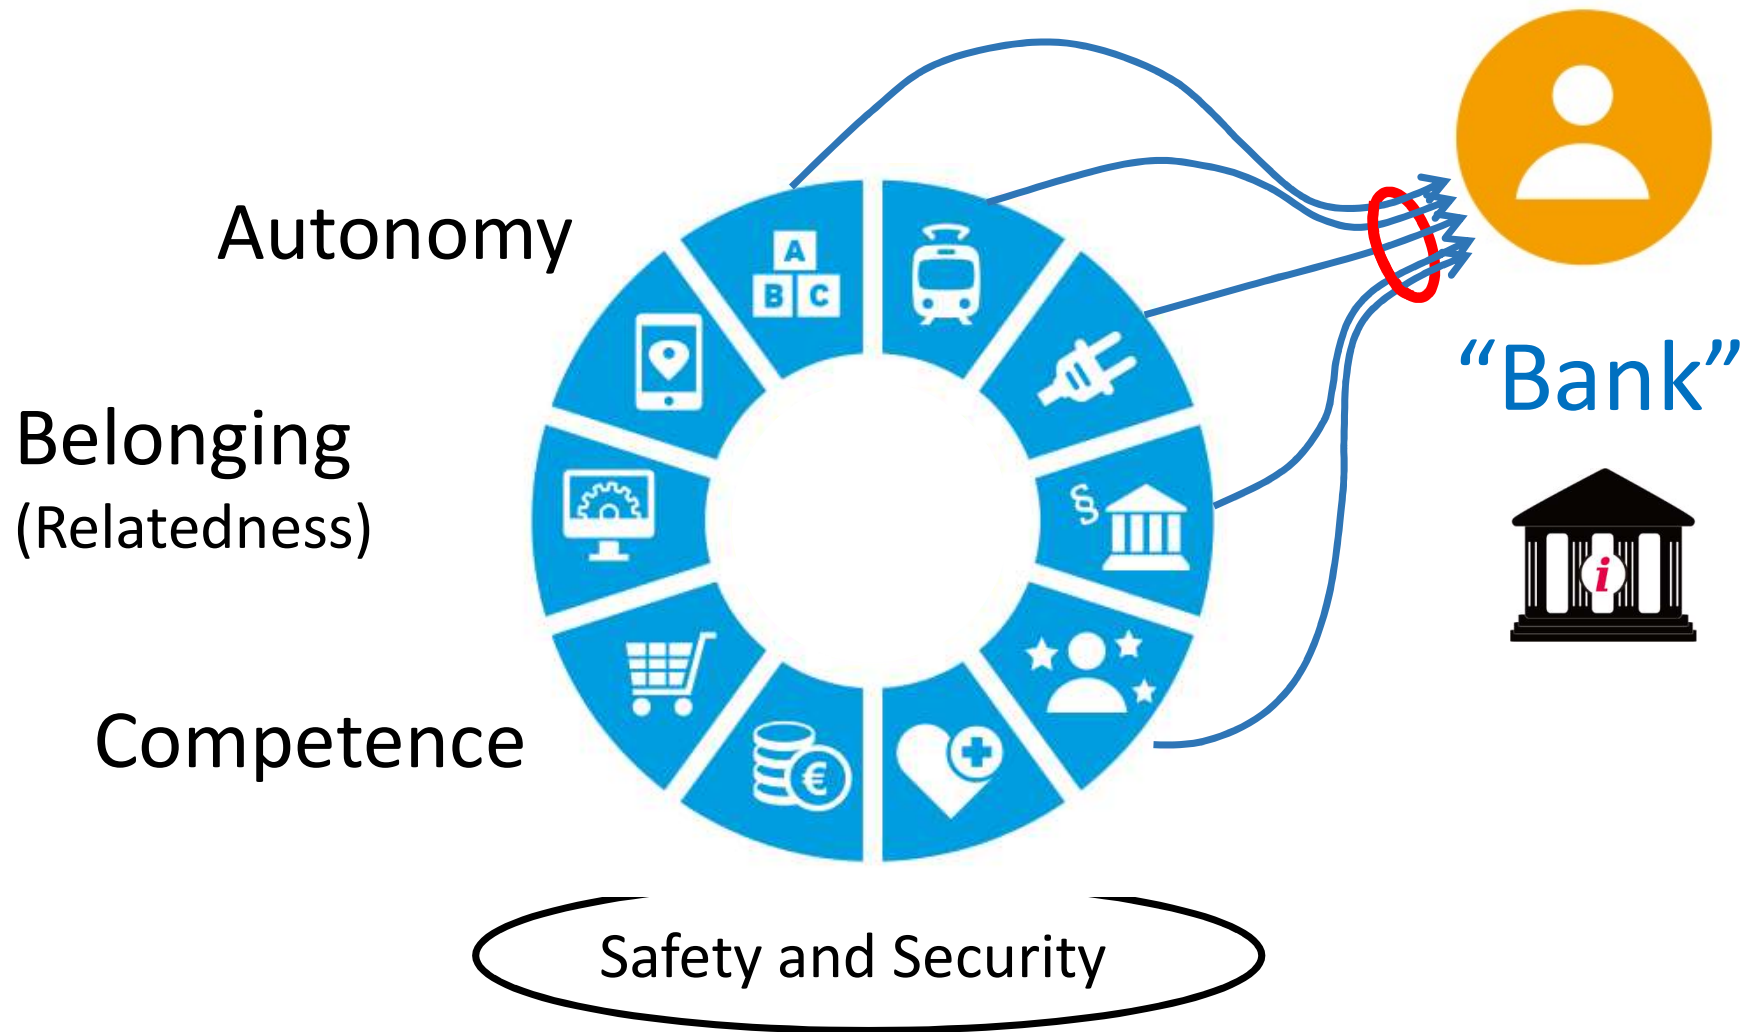 Autonomy
A
B C
“Bank”
Belonging
(Relatedness)
§
i
Competence
€
Safety and Security